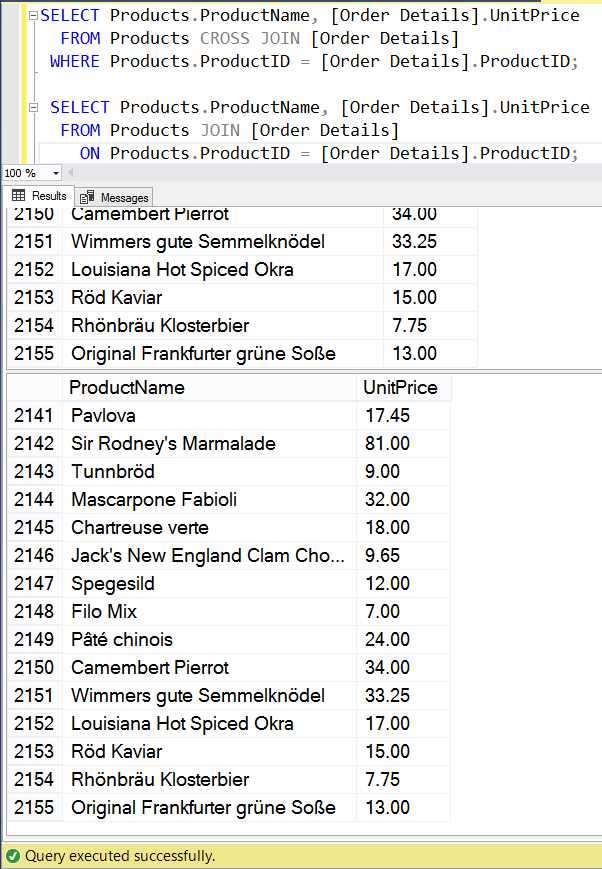 SELECT Products.ProductName, [Order Details].UnitPrice
FROM Products CROSS JOIN [Order Details]
WHERE Products.ProductID = [Order Details].ProductID;
SELECT Products.ProductName, [Order Details].UnitPrice
FROM Products JOIN [Order Details]
ON Products.ProductID = [Order Details].ProductID;
100 %
Results Messages
2150 Camembert Pierrot 34.00
2151 Wimmers gute Semmelknödel 33.25
2152 Louisiana Hot Spiced Okra 17.00
2153 Röd Kaviar 15.00
2154 Rhönbräu Klosterbier 7.75
2155 Original Frankfurter grüne Soße 13.00
ProductName UnitPrice
2141 Pavlova 17.45
2142 Sir Rodney's Marmalade 81.00
2143 Tunnbröd 9.00
2144 Mascarpone Fabioli 32.00
2145 Chartreuse verte 18.00
2146 Jack's New England Clam Cho... 9.65
2147 Spegesild 12.00
2148 Filo Mix 7.00
2149 Pâté chinois 24.00
2150 Camembert Pierrot 34.00
2151 Wimmers gute Semmelknödel 33.25
2152 Louisiana Hot Spiced Okra 17.00
2153 Röd Kaviar 15.00
2154 Rhönbräu Klosterbier 7.75
2155 Original Frankfurter grüne Soße 13.00
Query executed successfully.